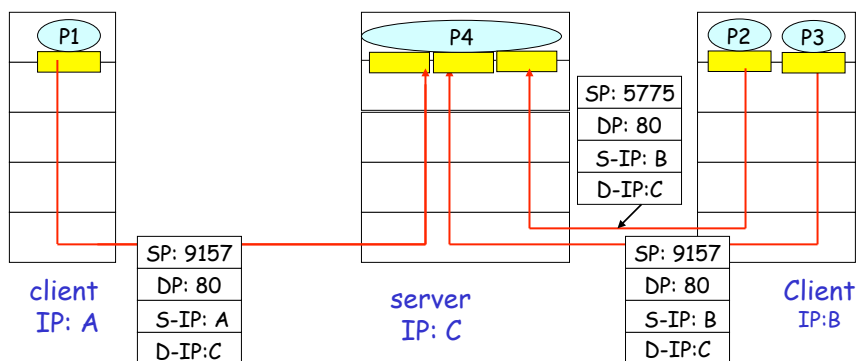 P1
P4
P2
P3
SP: 5775
DP: 80
S-IP: B
D-IP:C
SP: 9157
DP: 80
S-IP: A
D-IP:C
SP: 9157
DP: 80
S-IP: B
D-IP:C
client
IP: A
server
IP: C
Client
IP:B